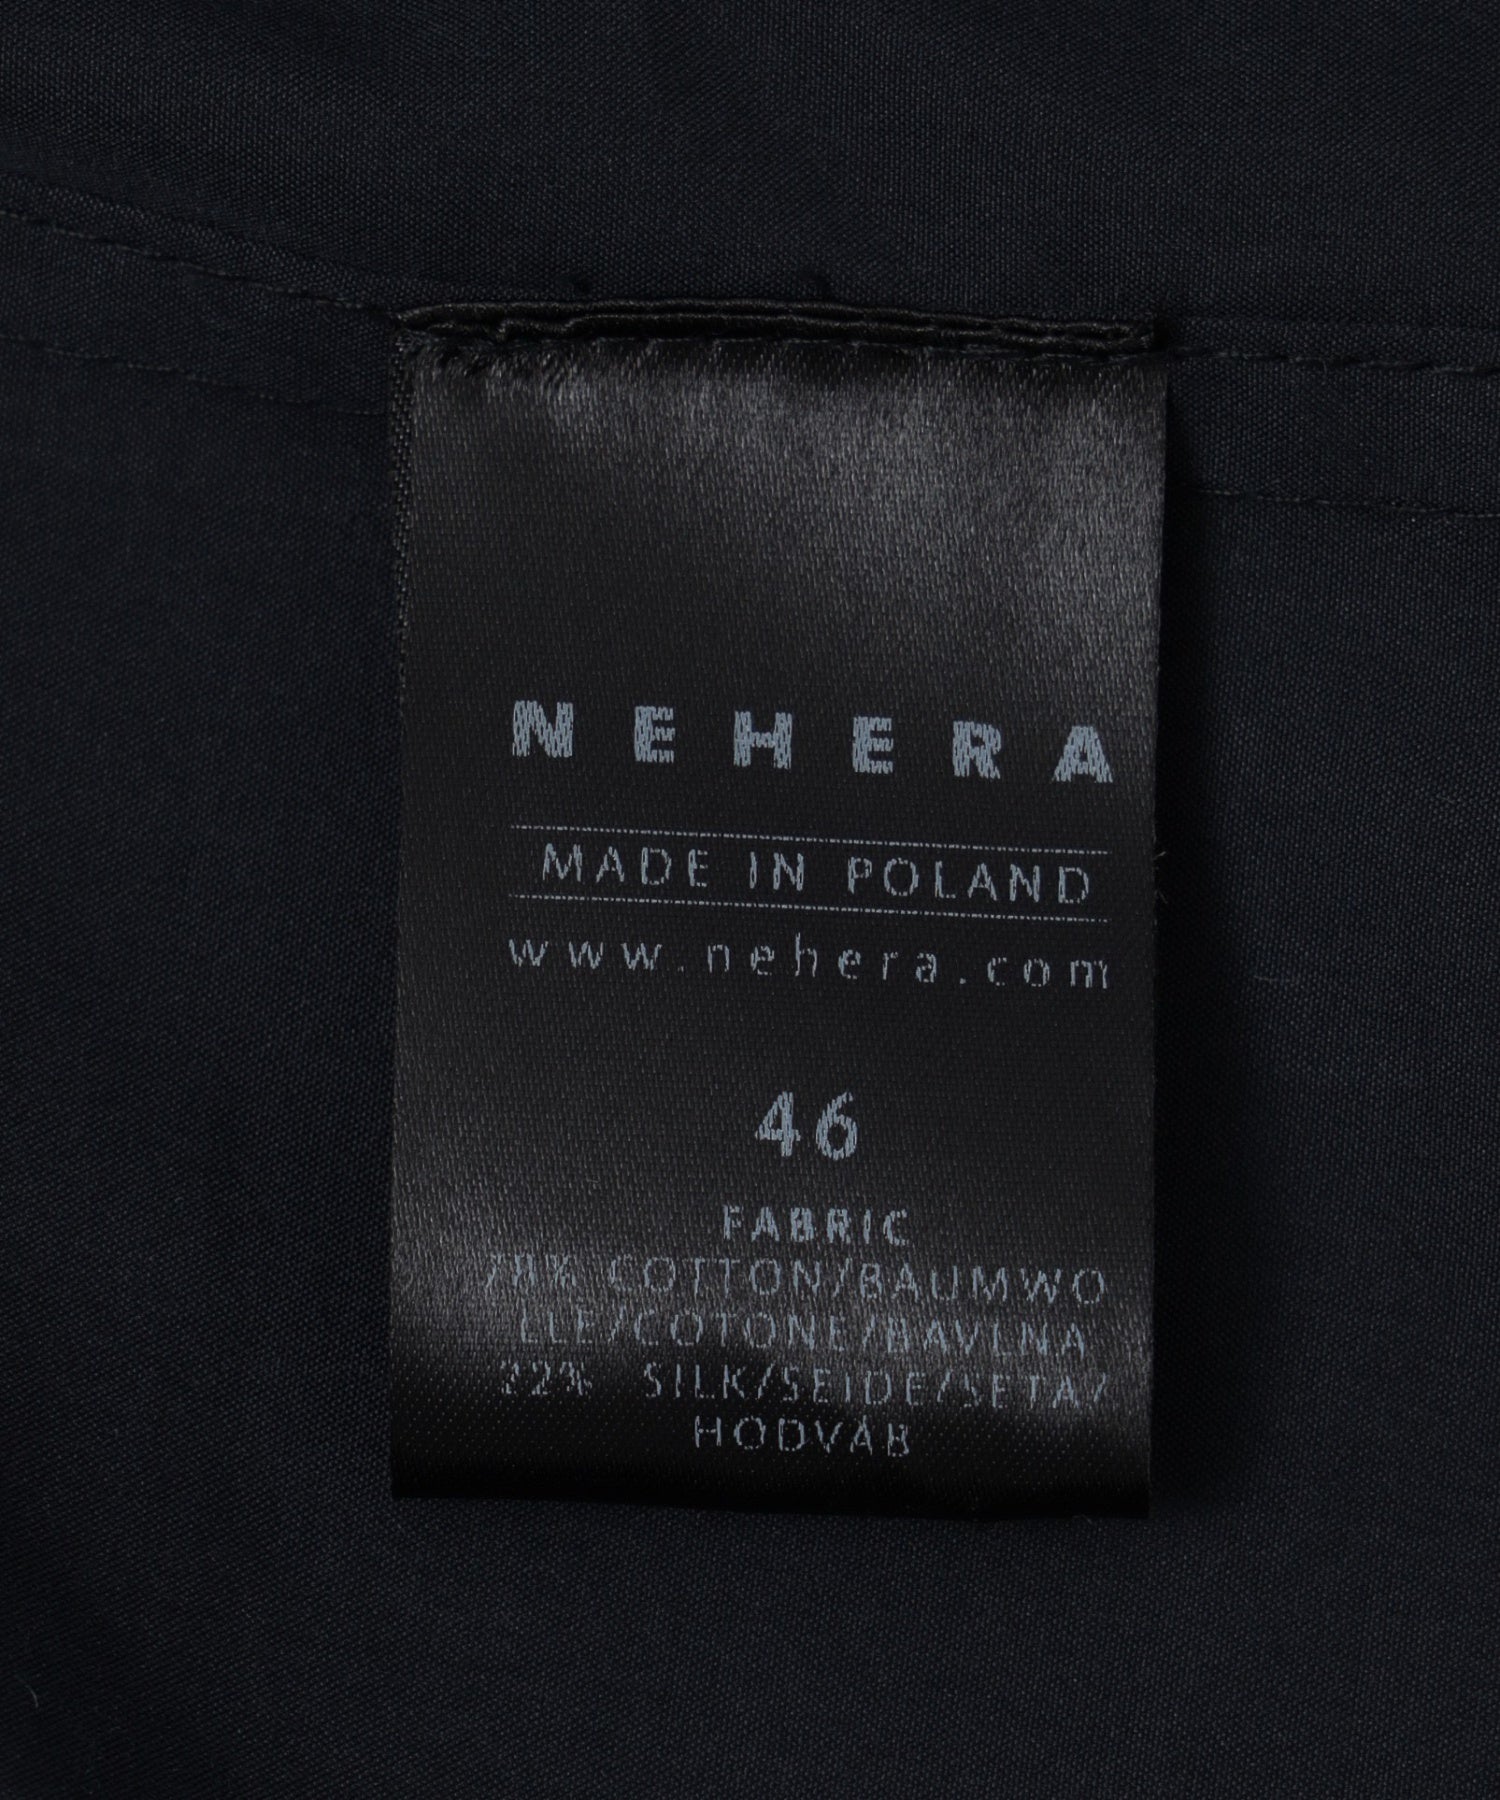 NEHERA
MADE IN POLAND
www.nehera.com
46
FABRIC
78% COTTON/BAUMWO
LLE/COTONE/BAVLNA
22% SILK/SEIDE/SETA/
HODVÁB